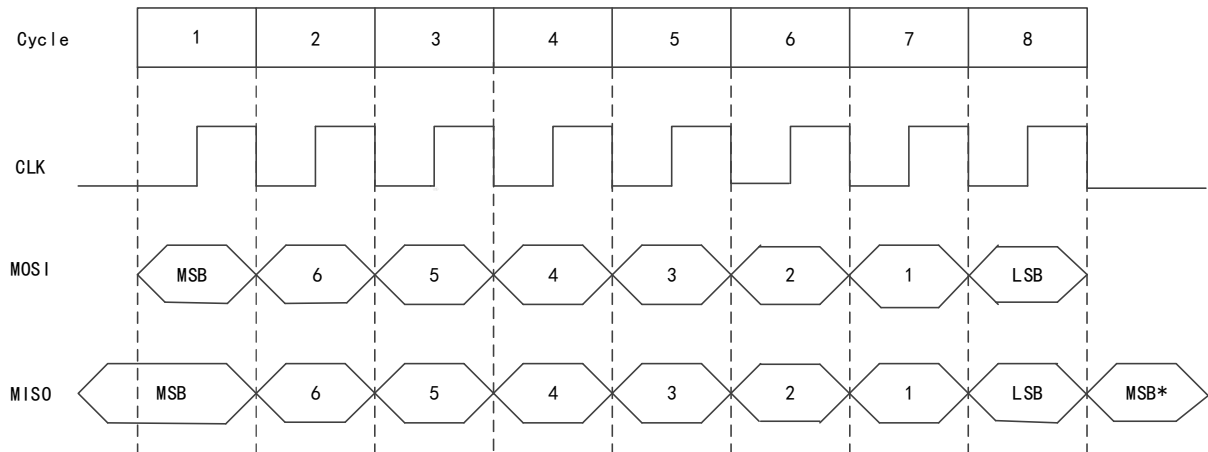 Cycle 1 2 3 4 5 6 7 8
CLK
MOSI MSB 6 5 4 3 2 1 LSB
MISO MSB 6 5 4 3 2 1 LSB MSB*